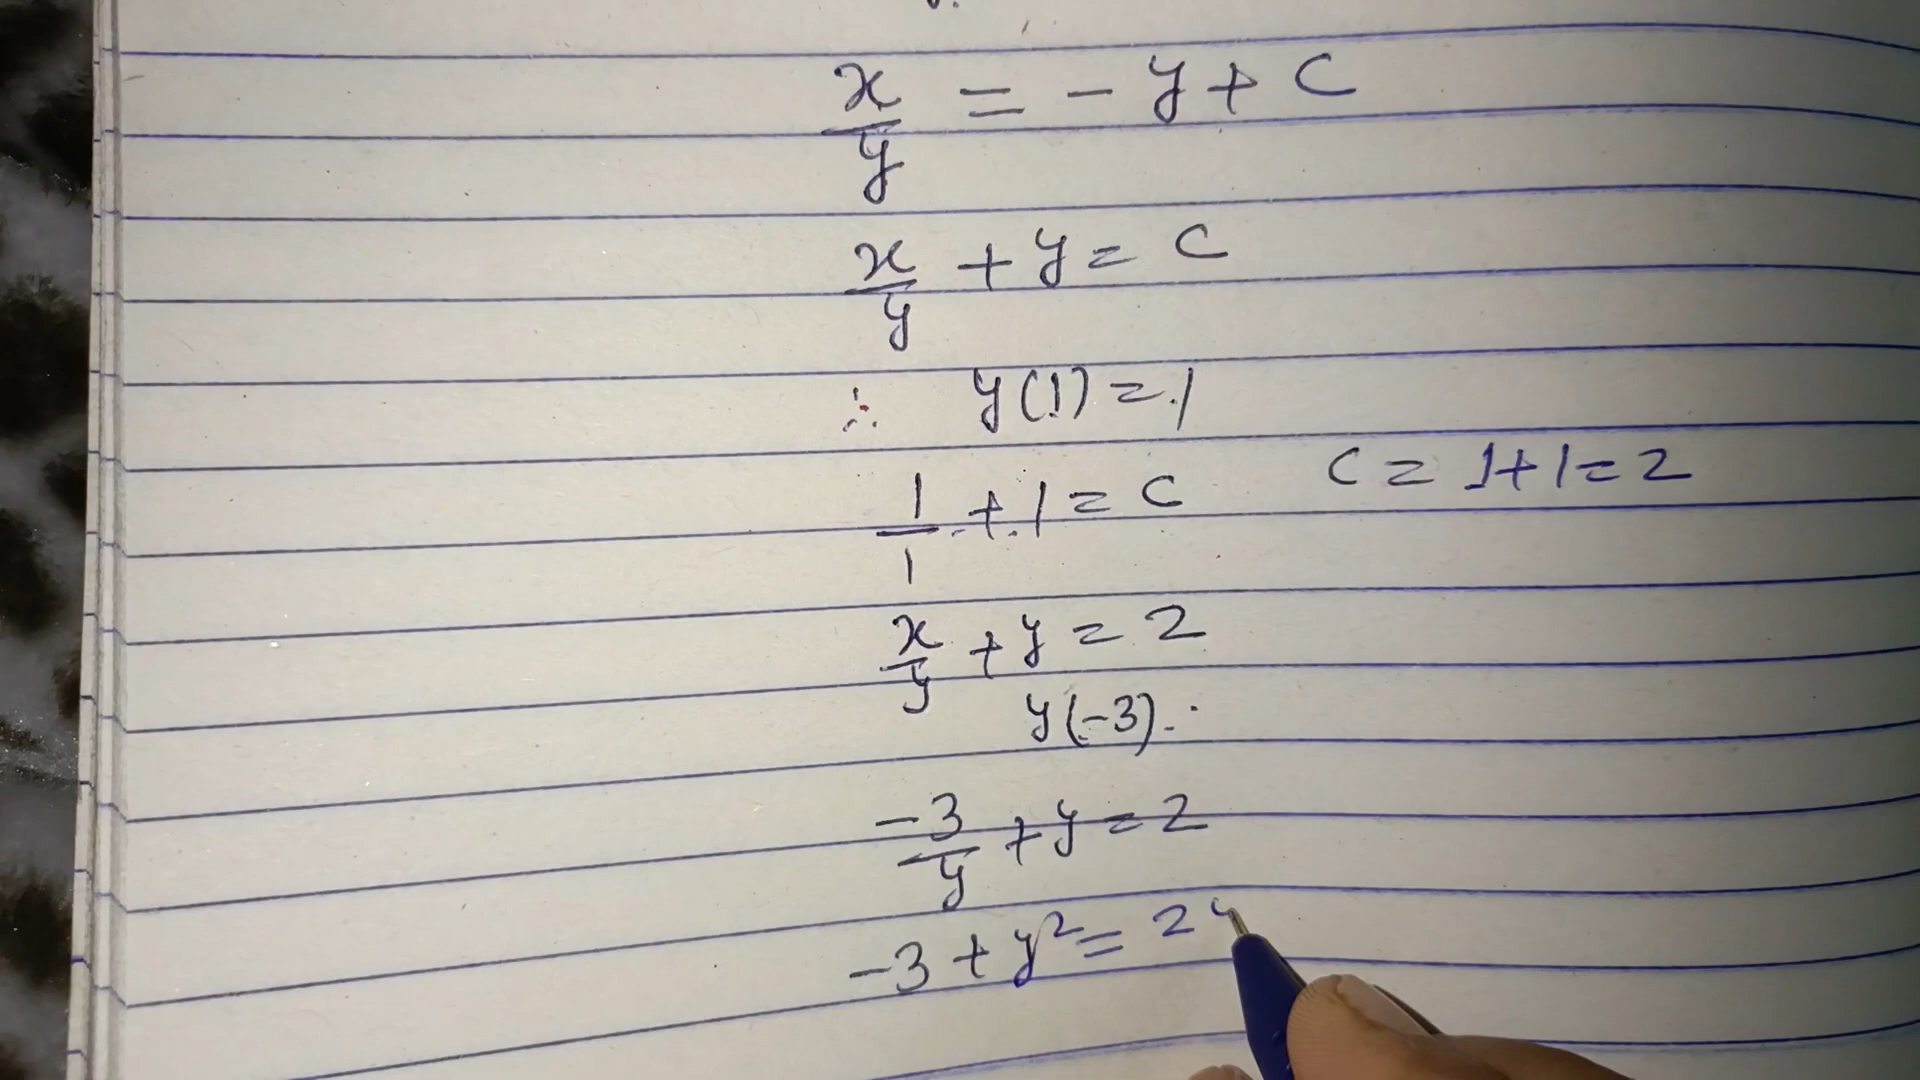 x/y = - y + c
x/y + y = c
∴ y(1) = 1
1/1 + 1 = c c = 1+1 = 2
x/y + y = 2
y(-3).
-3/y + y = 2
-3 + y² = 2